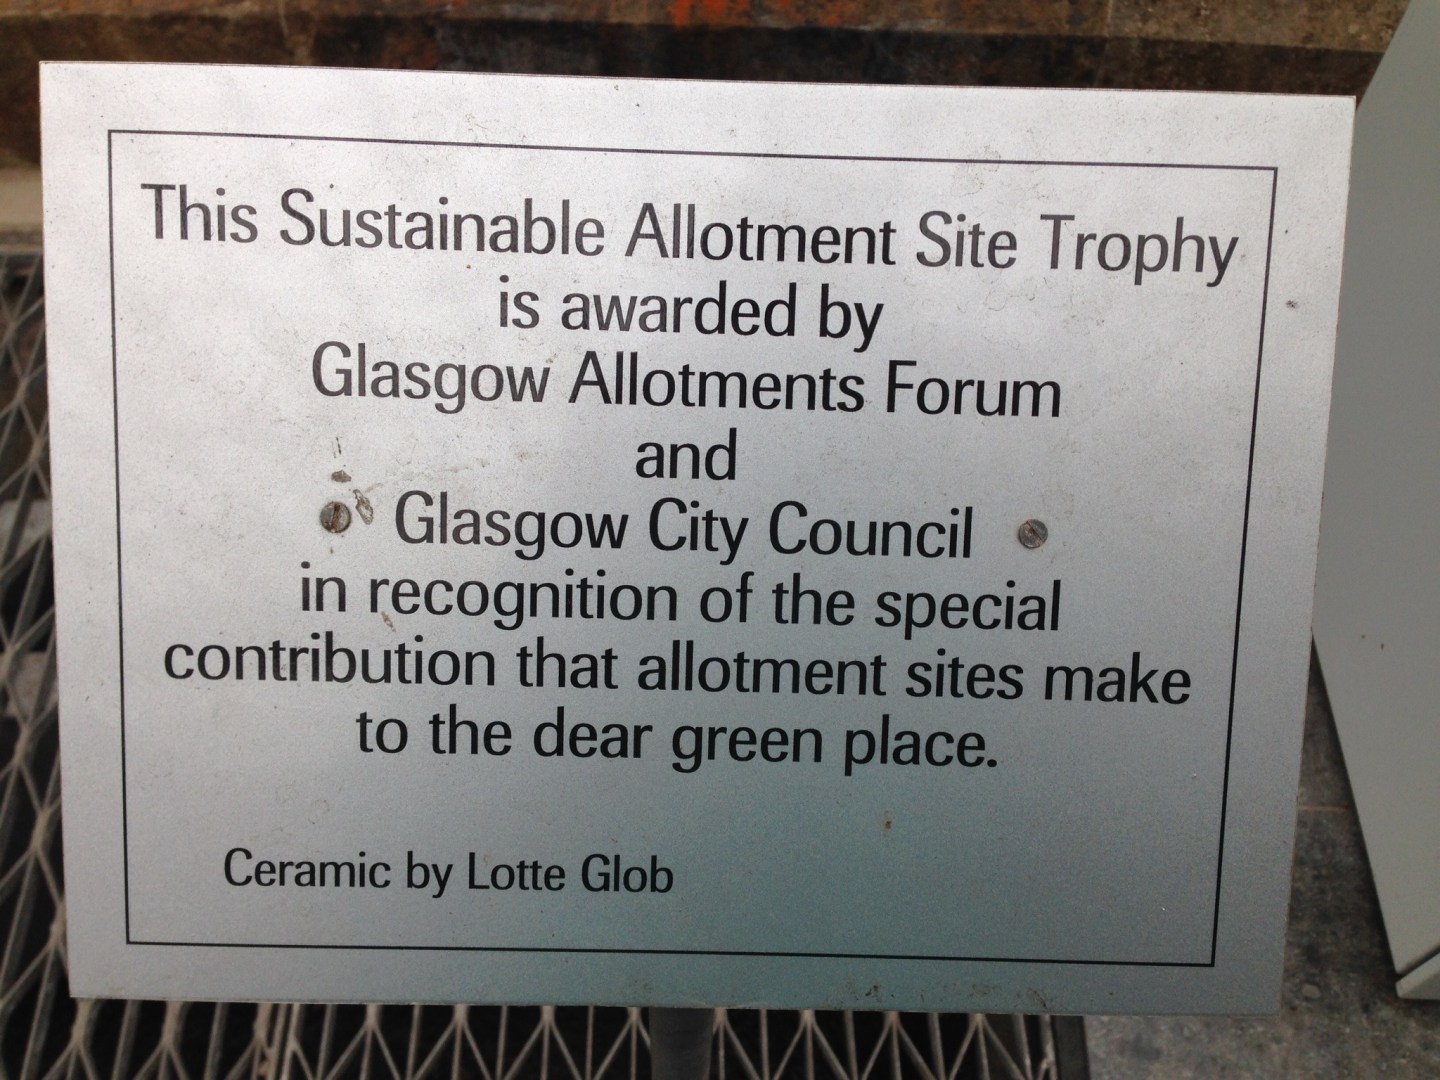 This Sustainable Allotment Site Trophy
is awarded by
Glasgow Allotments Forum
and
Glasgow City Council
in recognition of the special
contribution that allotment sites make
to the dear green place.
Ceramic by Lotte Glob